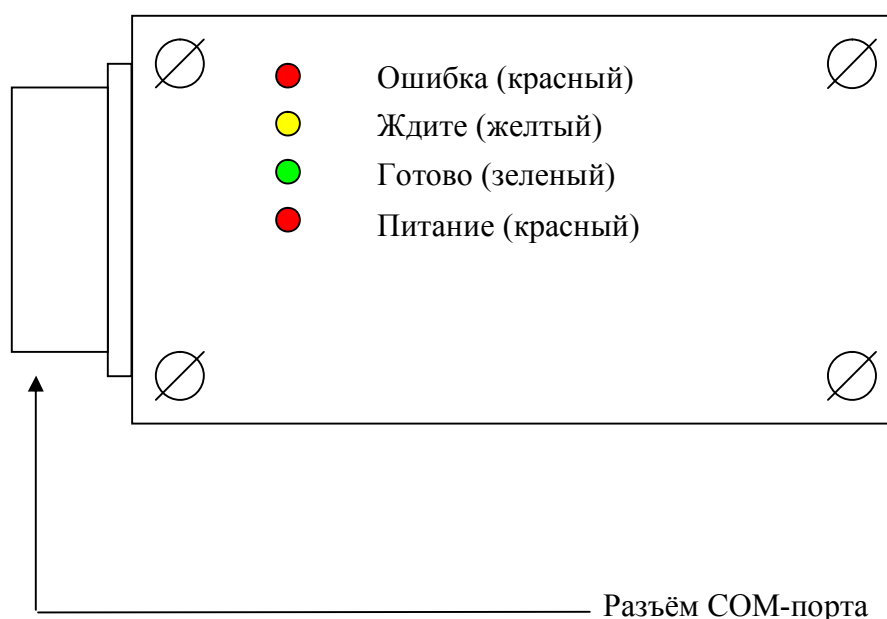 Ошибка (красный)
Ждите (желтый)
Готово (зеленый)
Питание (красный)
Разъём COM-порта